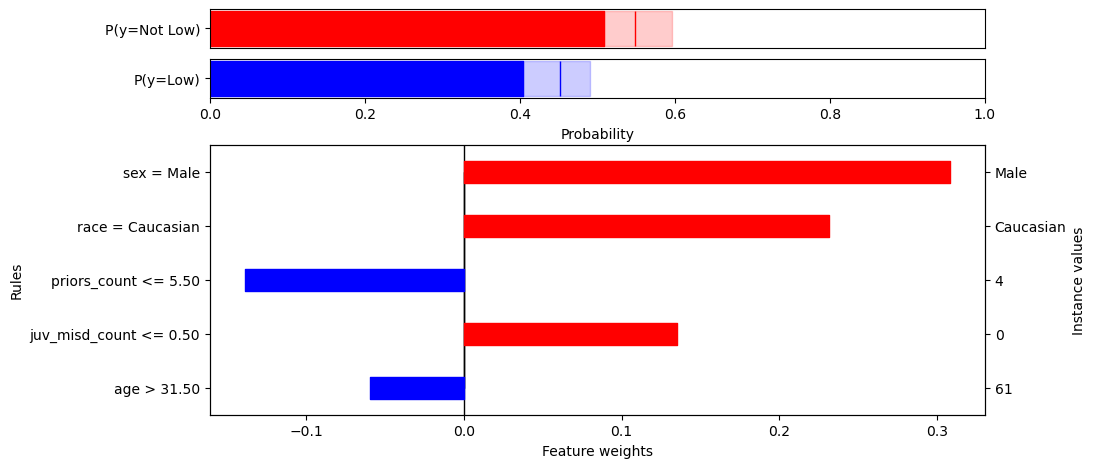 P(y=Not Low)
P(y=Low)
0.0 0.2 0.4 0.6 0.8 1.0
Probability
Rules
sex = Male Male
race = Caucasian Caucasian
priors_count <= 5.50 4
juv_misd_count <= 0.50 0
age > 31.50 61
Instance values
−0.1 0.0 0.1 0.2 0.3
Feature weights